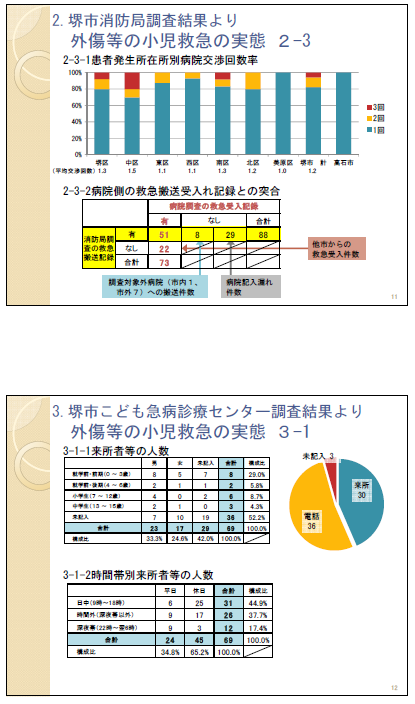 2. 堺市消防局調査結果より
外傷等の小児救急の実態 2-3
2-3-1患者発生所在所別病院交渉回数率
100%
80%
60%
40%
20%
0%
3回
2回
1回
堺区 中区 東区 西区 南区 北区 美原区 堺市 計 高石市
(平均交渉回数) 1.3 1.5 1.1 1.1 1.3 1.2 1.0 1.2
2-3-2病院側の救急搬送受入れ記録との突合
病院調査の救急受入記録
有 なし 合計
消防局調査の救急搬送記録
有 51 8 29 88
なし 22
合計 73
他市からの
救急受入件数
調査対象外病院(市内1、
市外7)への搬送件数
病院記入漏れ
件数
11
3. 堺市こども急病診療センター調査結果より
外傷等の小児救急の実態 3-1
3-1-1来所者等の人数
男 女 未記入 合計 構成比
就学前・前期(0~3歳) 8 5 7 8 29.0%
就学前・後期(4~6歳) 2 1 1 2 5.8%
小学生(7~12歳) 4 0 2 6 8.7%
中学生(13~15歳) 2 1 0 3 4.3%
未記入 7 10 19 36 52.2%
合計 23 17 29 69 100.0%
構成比 33.3% 24.6% 42.0% 100.0%
未記入 3
来所
30
電話
36
3-1-2時間帯別来所者等の人数
平日 休日 合計 構成比
日中(9時~18時) 6 25 31 44.9%
時間外(深夜帯以外) 9 17 26 37.7%
深夜帯(22時~翌6時) 9 3 12 17.4%
合計 24 45 69 100.0%
構成比 34.8% 65.2% 100.0%
12